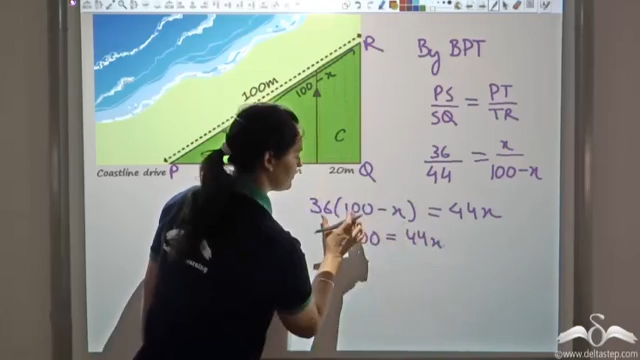 100m
R
By BPT
100 - x
PS/SQ = PT/TR
C
36/44 = x/100-x
Coastline drive
P
20m
Q
36(100-x) = 44x
00 = 44x
© www.deltastep.com